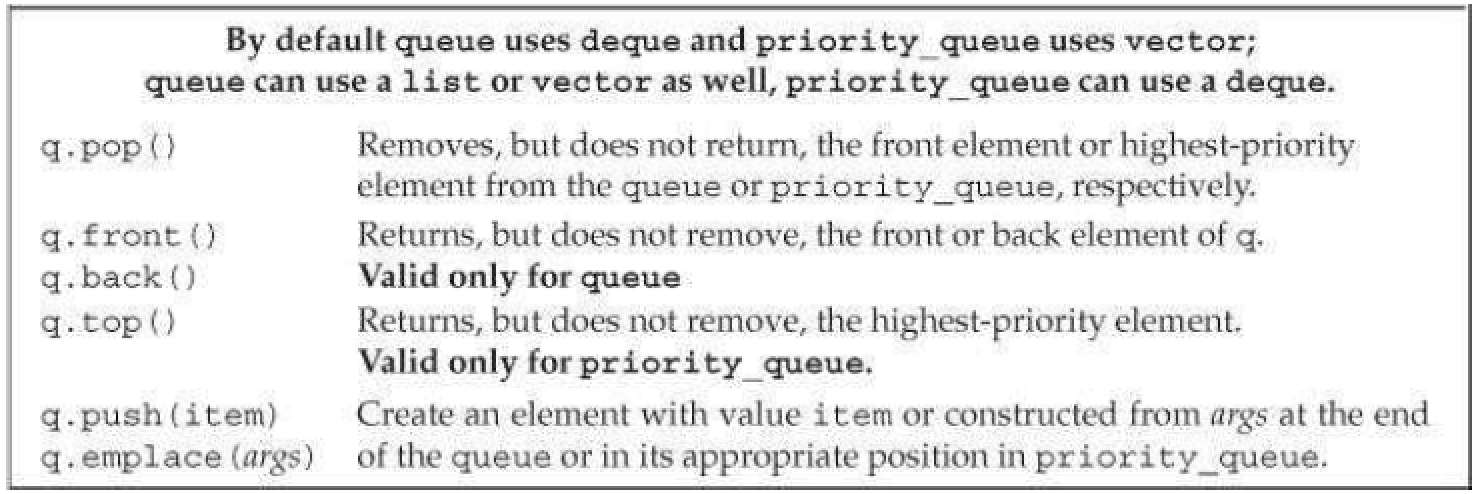 By default queue uses deque and priority_queue uses vector;
queue can use a list or vector as well, priority_queue can use a deque.
q.pop() Removes, but does not return, the front element or highest-priority
element from the queue or priority_queue, respectively.
q.front() Returns, but does not remove, the front or back element of q.
q.back() Valid only for queue
q.top() Returns, but does not remove, the highest-priority element.
Valid only for priority_queue.
q.push(item) Create an element with value item or constructed from args at the end
q.emplace(args) of the queue or in its appropriate position in priority_queue.